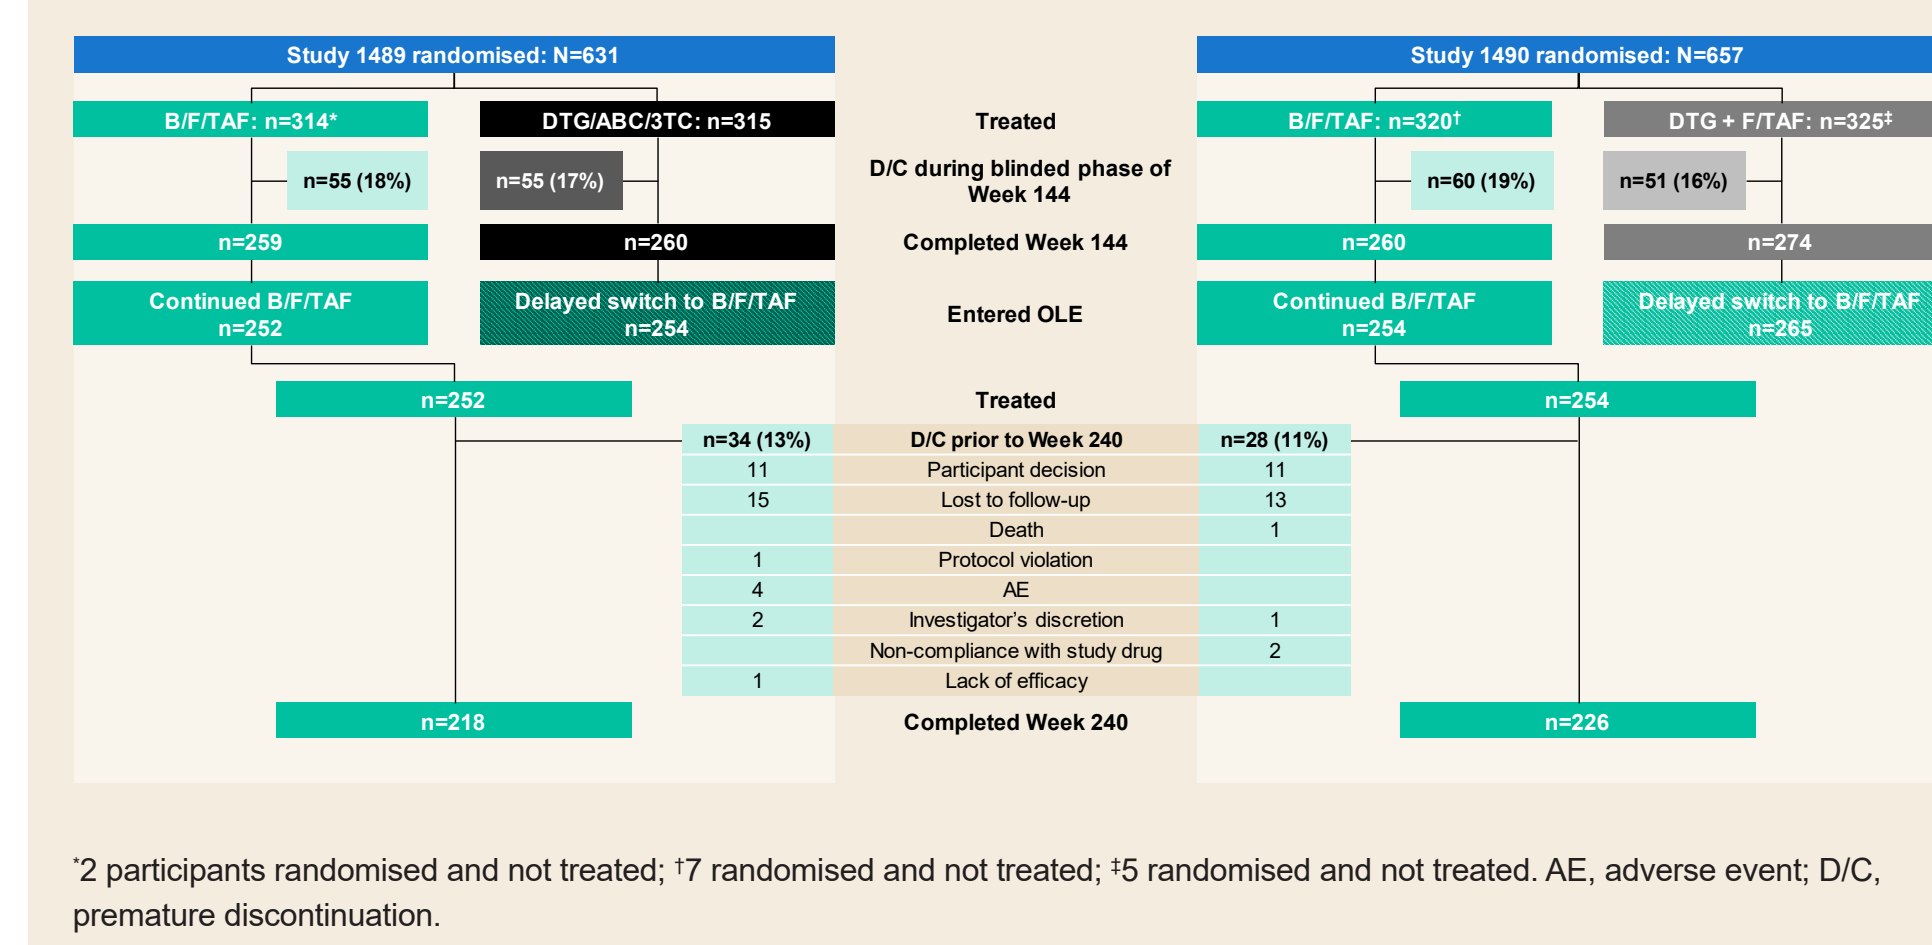 Study 1489 randomised: N=631
Study 1490 randomised: N=657
B/F/TAF: n=314*
DTG/ABC/3TC: n=315
Treated
B/F/TAF: n=320†
DTG + F/TAF: n=325‡
n=55 (18%)
n=55 (17%)
D/C during blinded phase of
Week 144
n=60 (19%)
n=51 (16%)
n=259
n=260
Completed Week 144
n=260
n=274
Continued B/F/TAF
n=252
Delayed switch to B/F/TAF
n=254
Entered OLE
Continued B/F/TAF
n=254
Delayed switch to B/F/TAF
n=265
n=252
Treated
n=254
n=34 (13%) D/C prior to Week 240 n=28 (11%)
11 Participant decision 11
15 Lost to follow-up 13
Death 1
1 Protocol violation
4 AE
2 Investigator’s discretion 1
Non-compliance with study drug 2
1 Lack of efficacy
n=218
Completed Week 240
n=226
*2 participants randomised and not treated; †7 randomised and not treated; ‡5 randomised and not treated. AE, adverse event; D/C,
premature discontinuation.